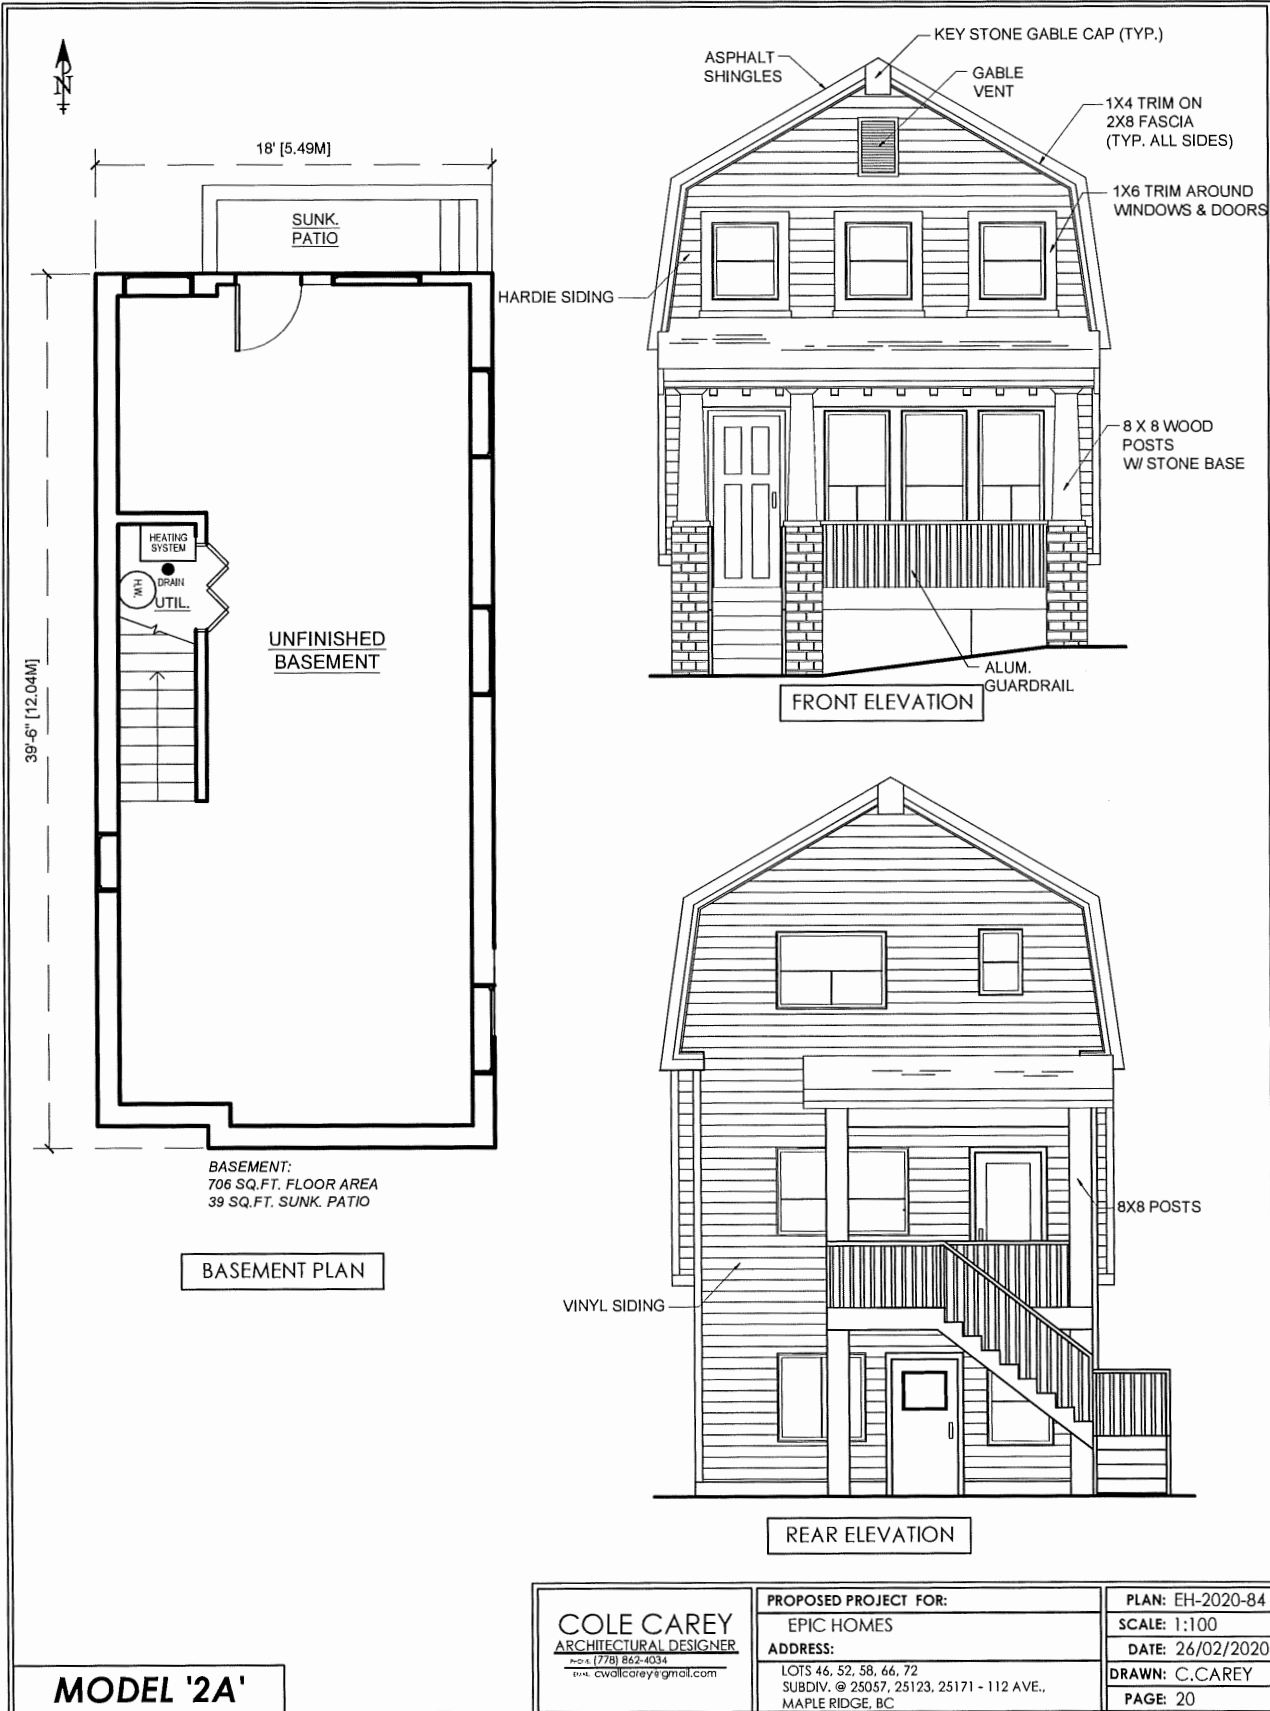 N
18' [5.49M]
SUNK.
PATIO
39'-6" [12.04M]
HEATING
SYSTEM
DRAIN
H.W.
UTIL.
UNFINISHED
BASEMENT
BASEMENT:
706 SQ.FT. FLOOR AREA
39 SQ.FT. SUNK. PATIO
BASEMENT PLAN
KEY STONE GABLE CAP (TYP.)
ASPHALT
SHINGLES
GABLE
VENT
1X4 TRIM ON
2X8 FASCIA
(TYP. ALL SIDES)
1X6 TRIM AROUND
WINDOWS & DOORS
HARDIE SIDING
8 X 8 WOOD
POSTS
W/ STONE BASE
ALUM.
GUARDRAIL
FRONT ELEVATION
8X8 POSTS
VINYL SIDING
REAR ELEVATION
MODEL '2A'
COLE CAREY
ARCHITECTURAL DESIGNER
(778) 862-4034
cwallcarey@gmail.com
PROPOSED PROJECT FOR:
EPIC HOMES
ADDRESS:
LOTS 46, 52, 58, 66, 72
SUBDIV. @ 25057, 25123, 25171 - 112 AVE.,
MAPLE RIDGE, BC
PLAN: EH-2020-84
SCALE: 1:100
DATE: 26/02/2020
DRAWN: C.CAREY
PAGE: 20